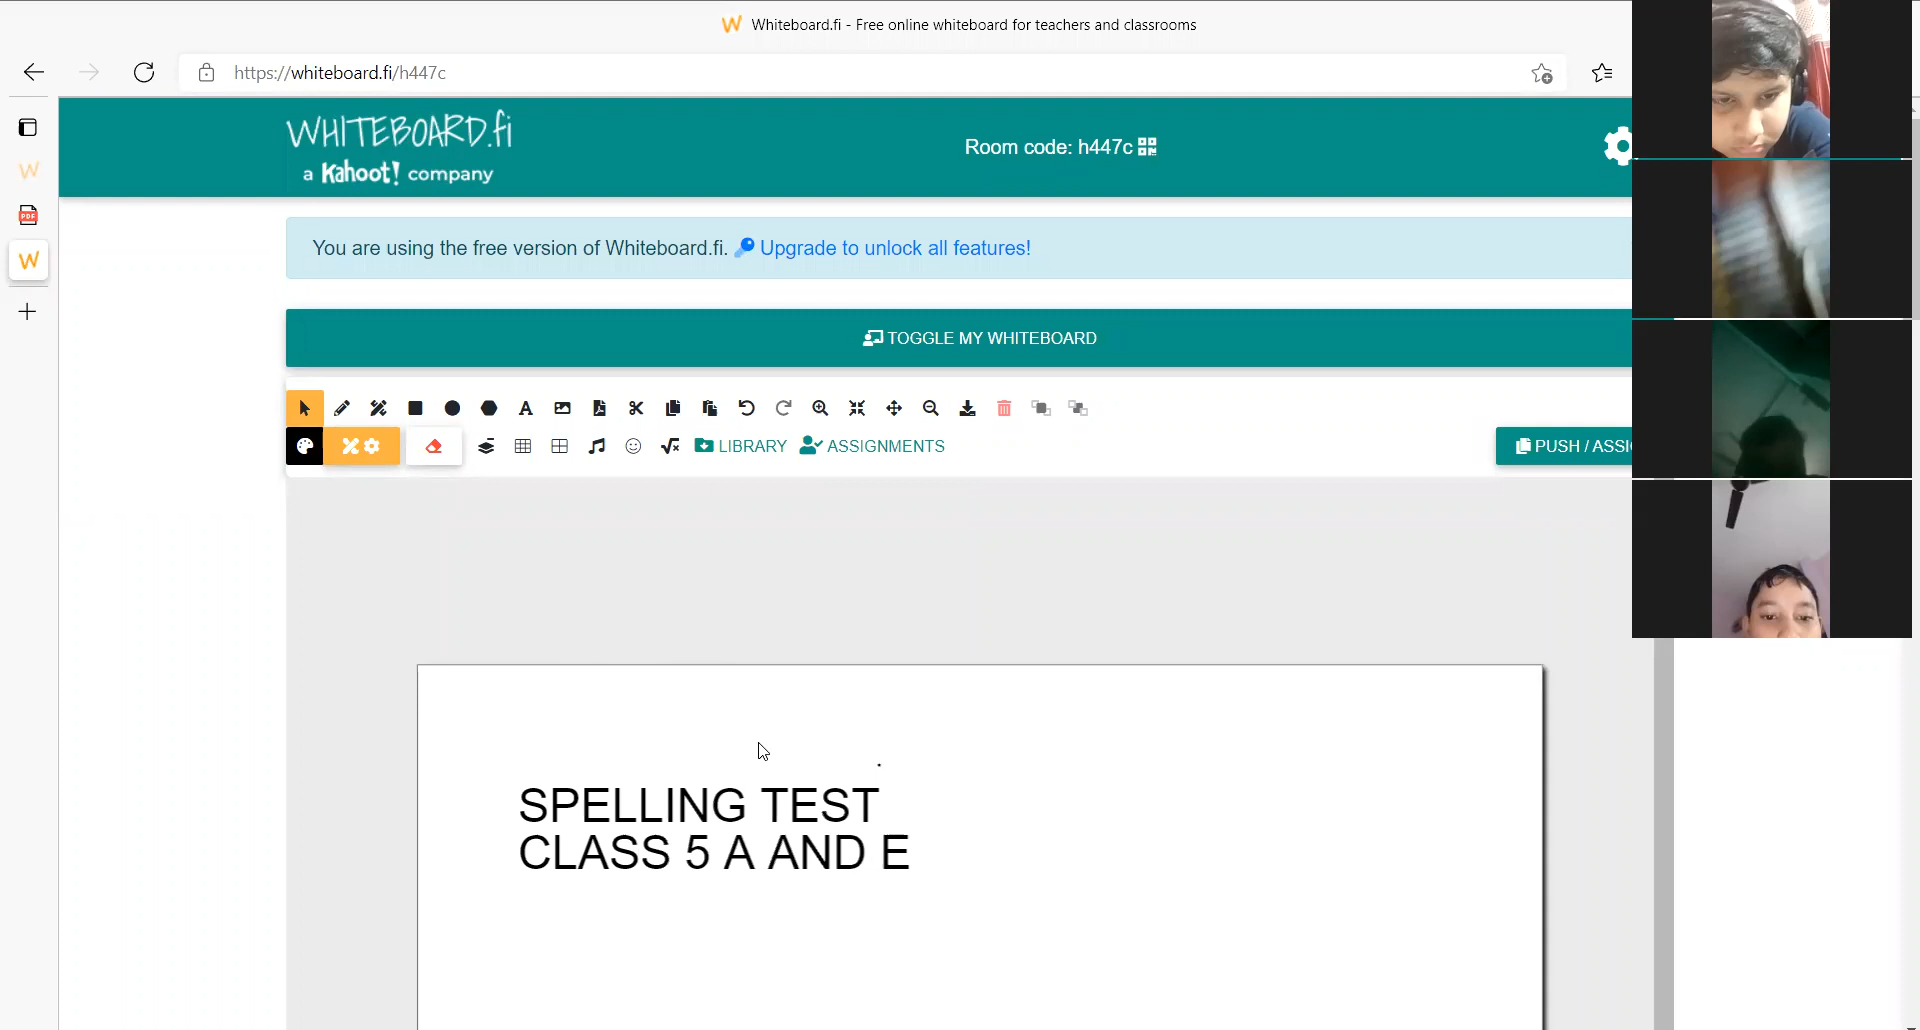 Whiteboard.fi - Free online whiteboard for teachers and classrooms
https://whiteboard.fi/h447c
WHITEBOARD.fi
a Kahoot! company
Room code: h447c
You are using the free version of Whiteboard.fi. Upgrade to unlock all features!
TOGGLE MY WHITEBOARD
A
LIBRARY ASSIGNMENTS
PUSH / ASSI
PDF
SPELLING TEST
CLASS 5 A AND E